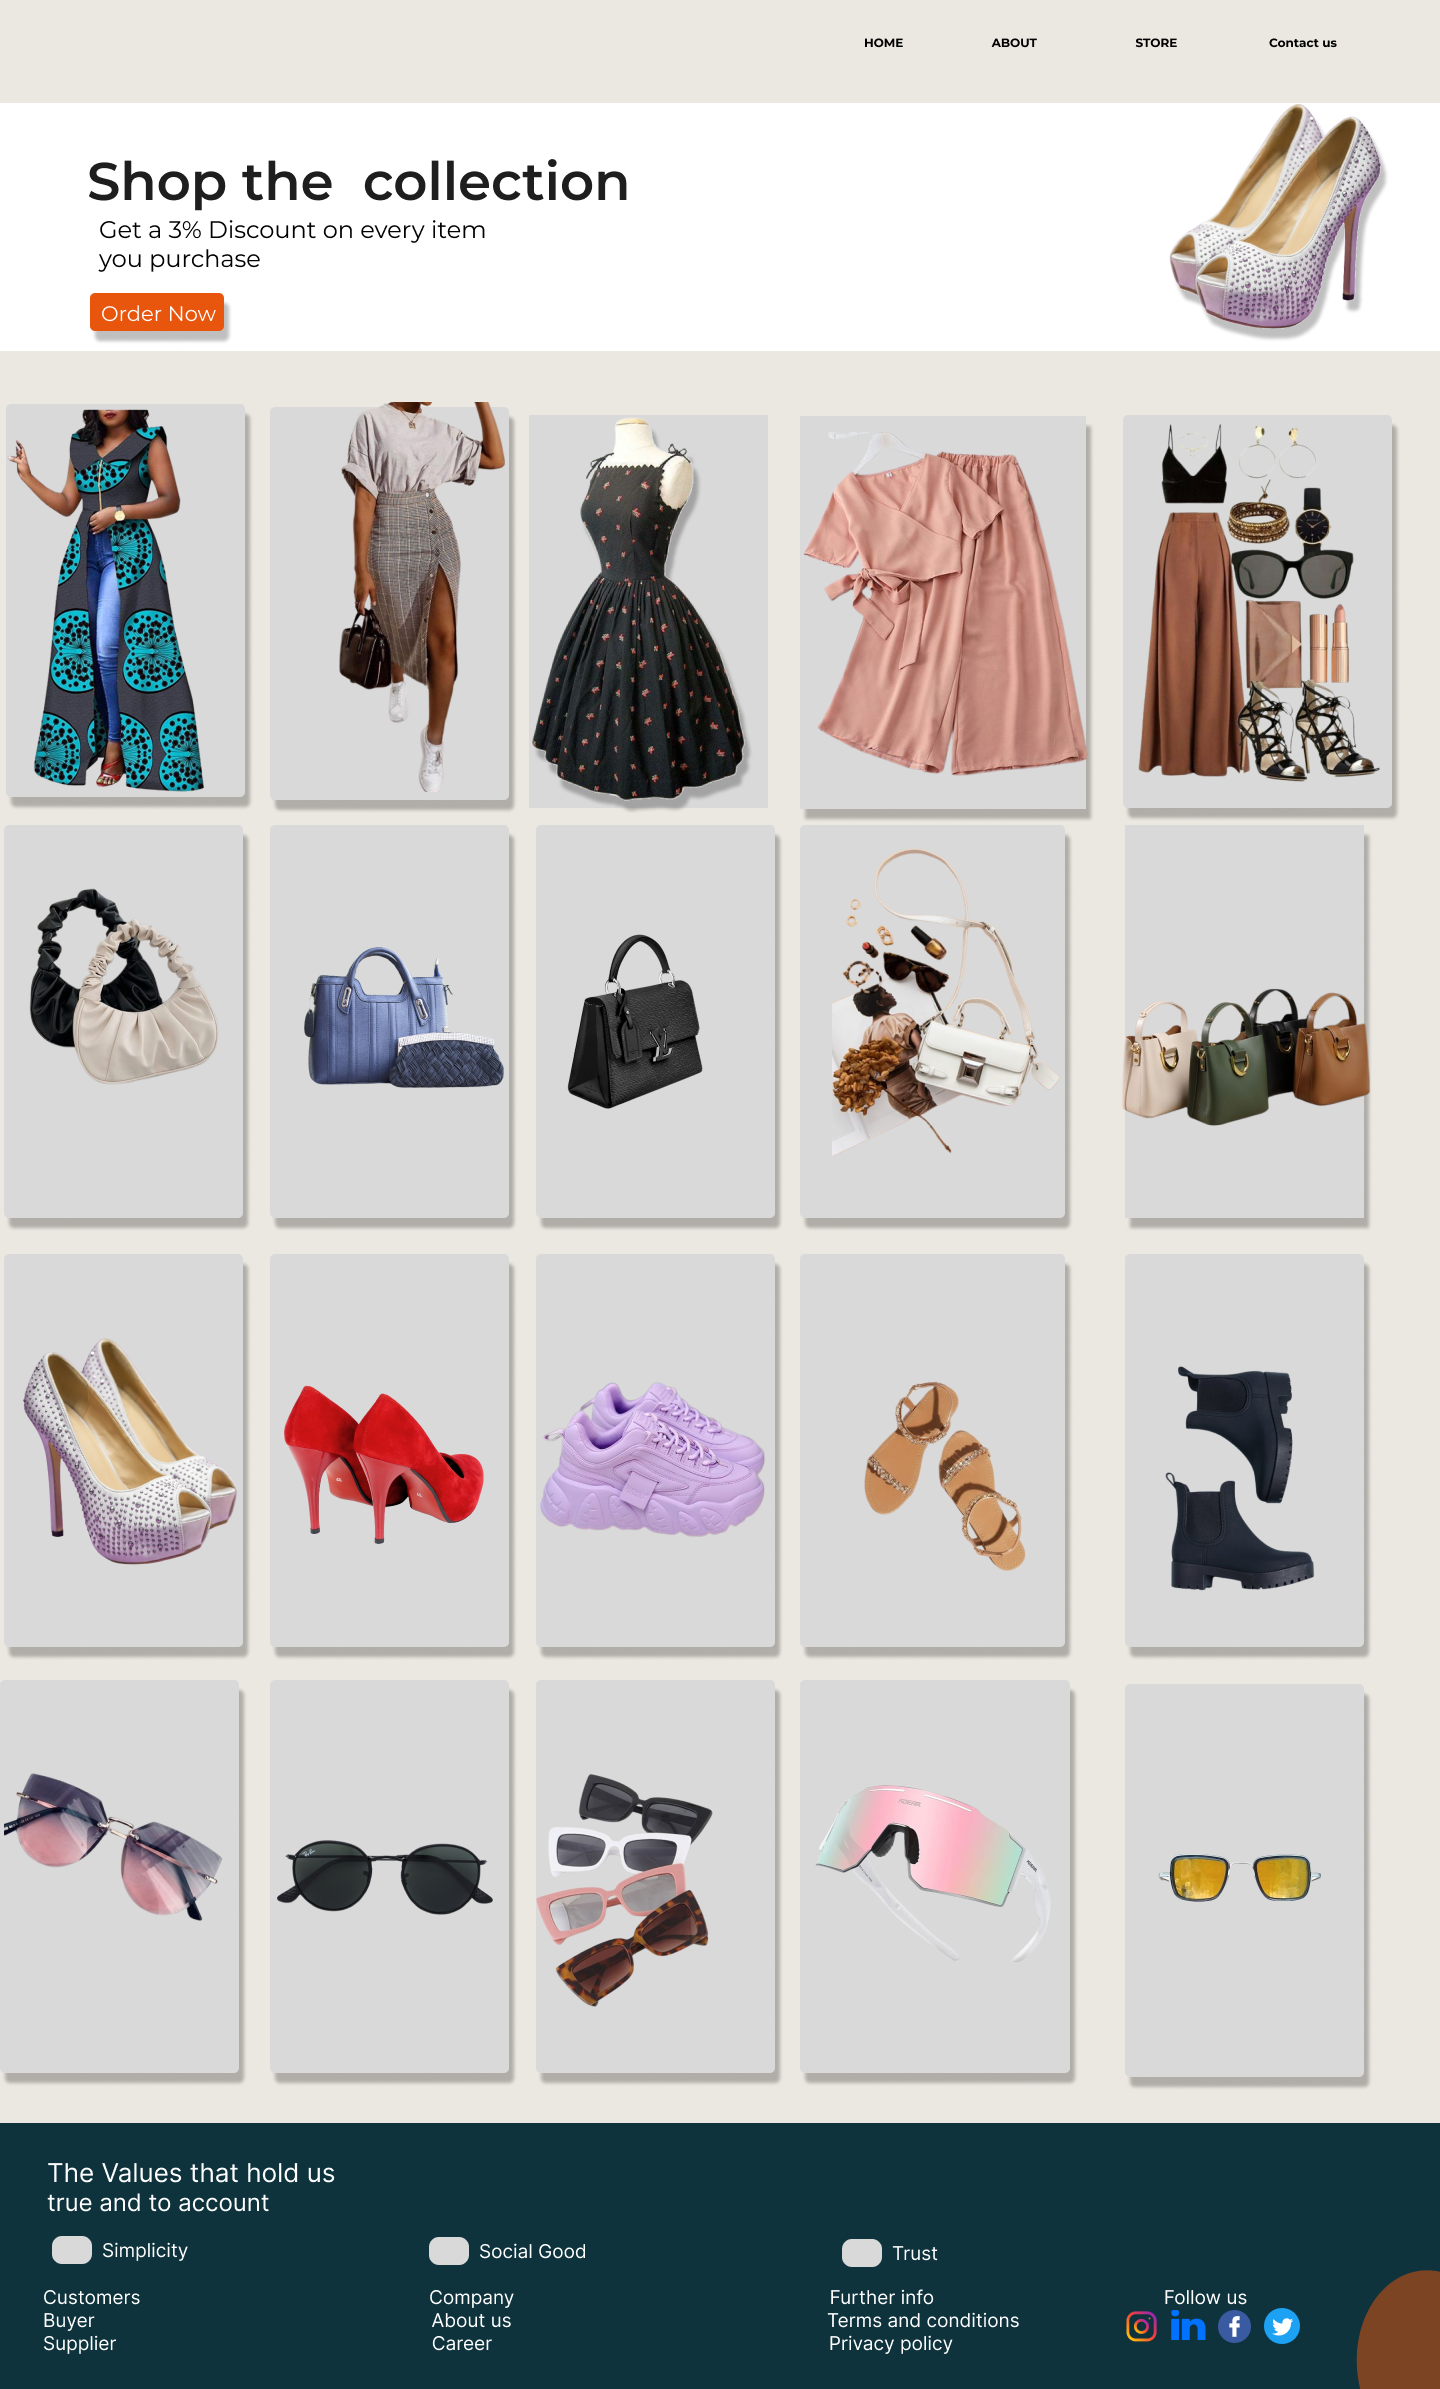 HOME ABOUT STORE Contact us
Shop the collection
Get a 3% Discount on every item
you purchase
Order Now
The Values that hold us
true and to account
Simplicity Social Good Trust
Customers Company Further info Follow us
Buyer About us Terms and conditions
Supplier Career Privacy policy